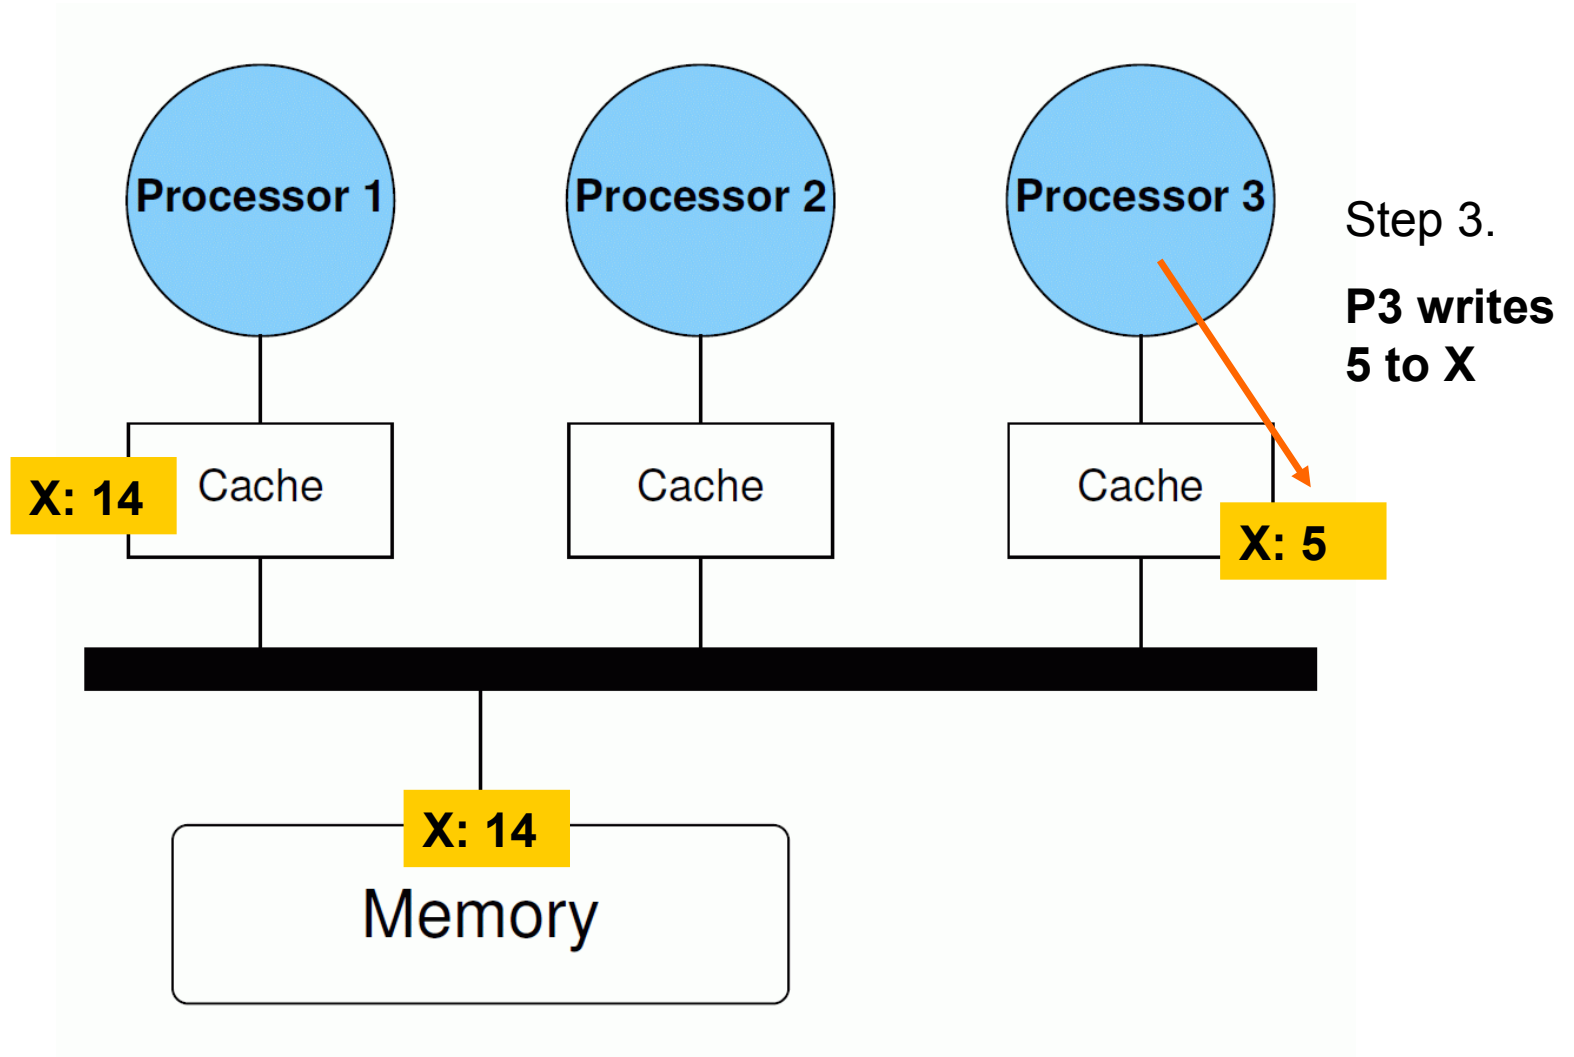 Processor 1
Processor 2
Processor 3
Step 3.
P3 writes
5 to X
X: 14
Cache
Cache
Cache
X: 5
X: 14
Memory